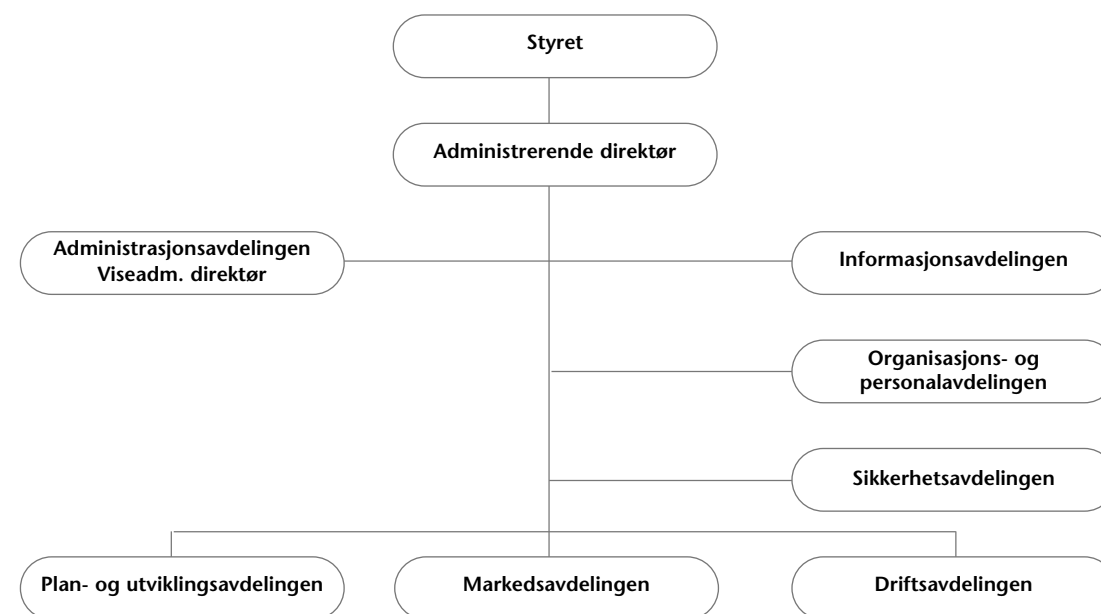 Styret
Administrerende direktør
Administrasjonsavdelingen
Viseadm. direktør
Informasjonsavdelingen
Organisasjons- og
personalavdelingen
Sikkerhetsavdelingen
Plan- og utviklingsavdelingen
Markedsavdelingen
Driftsavdelingen